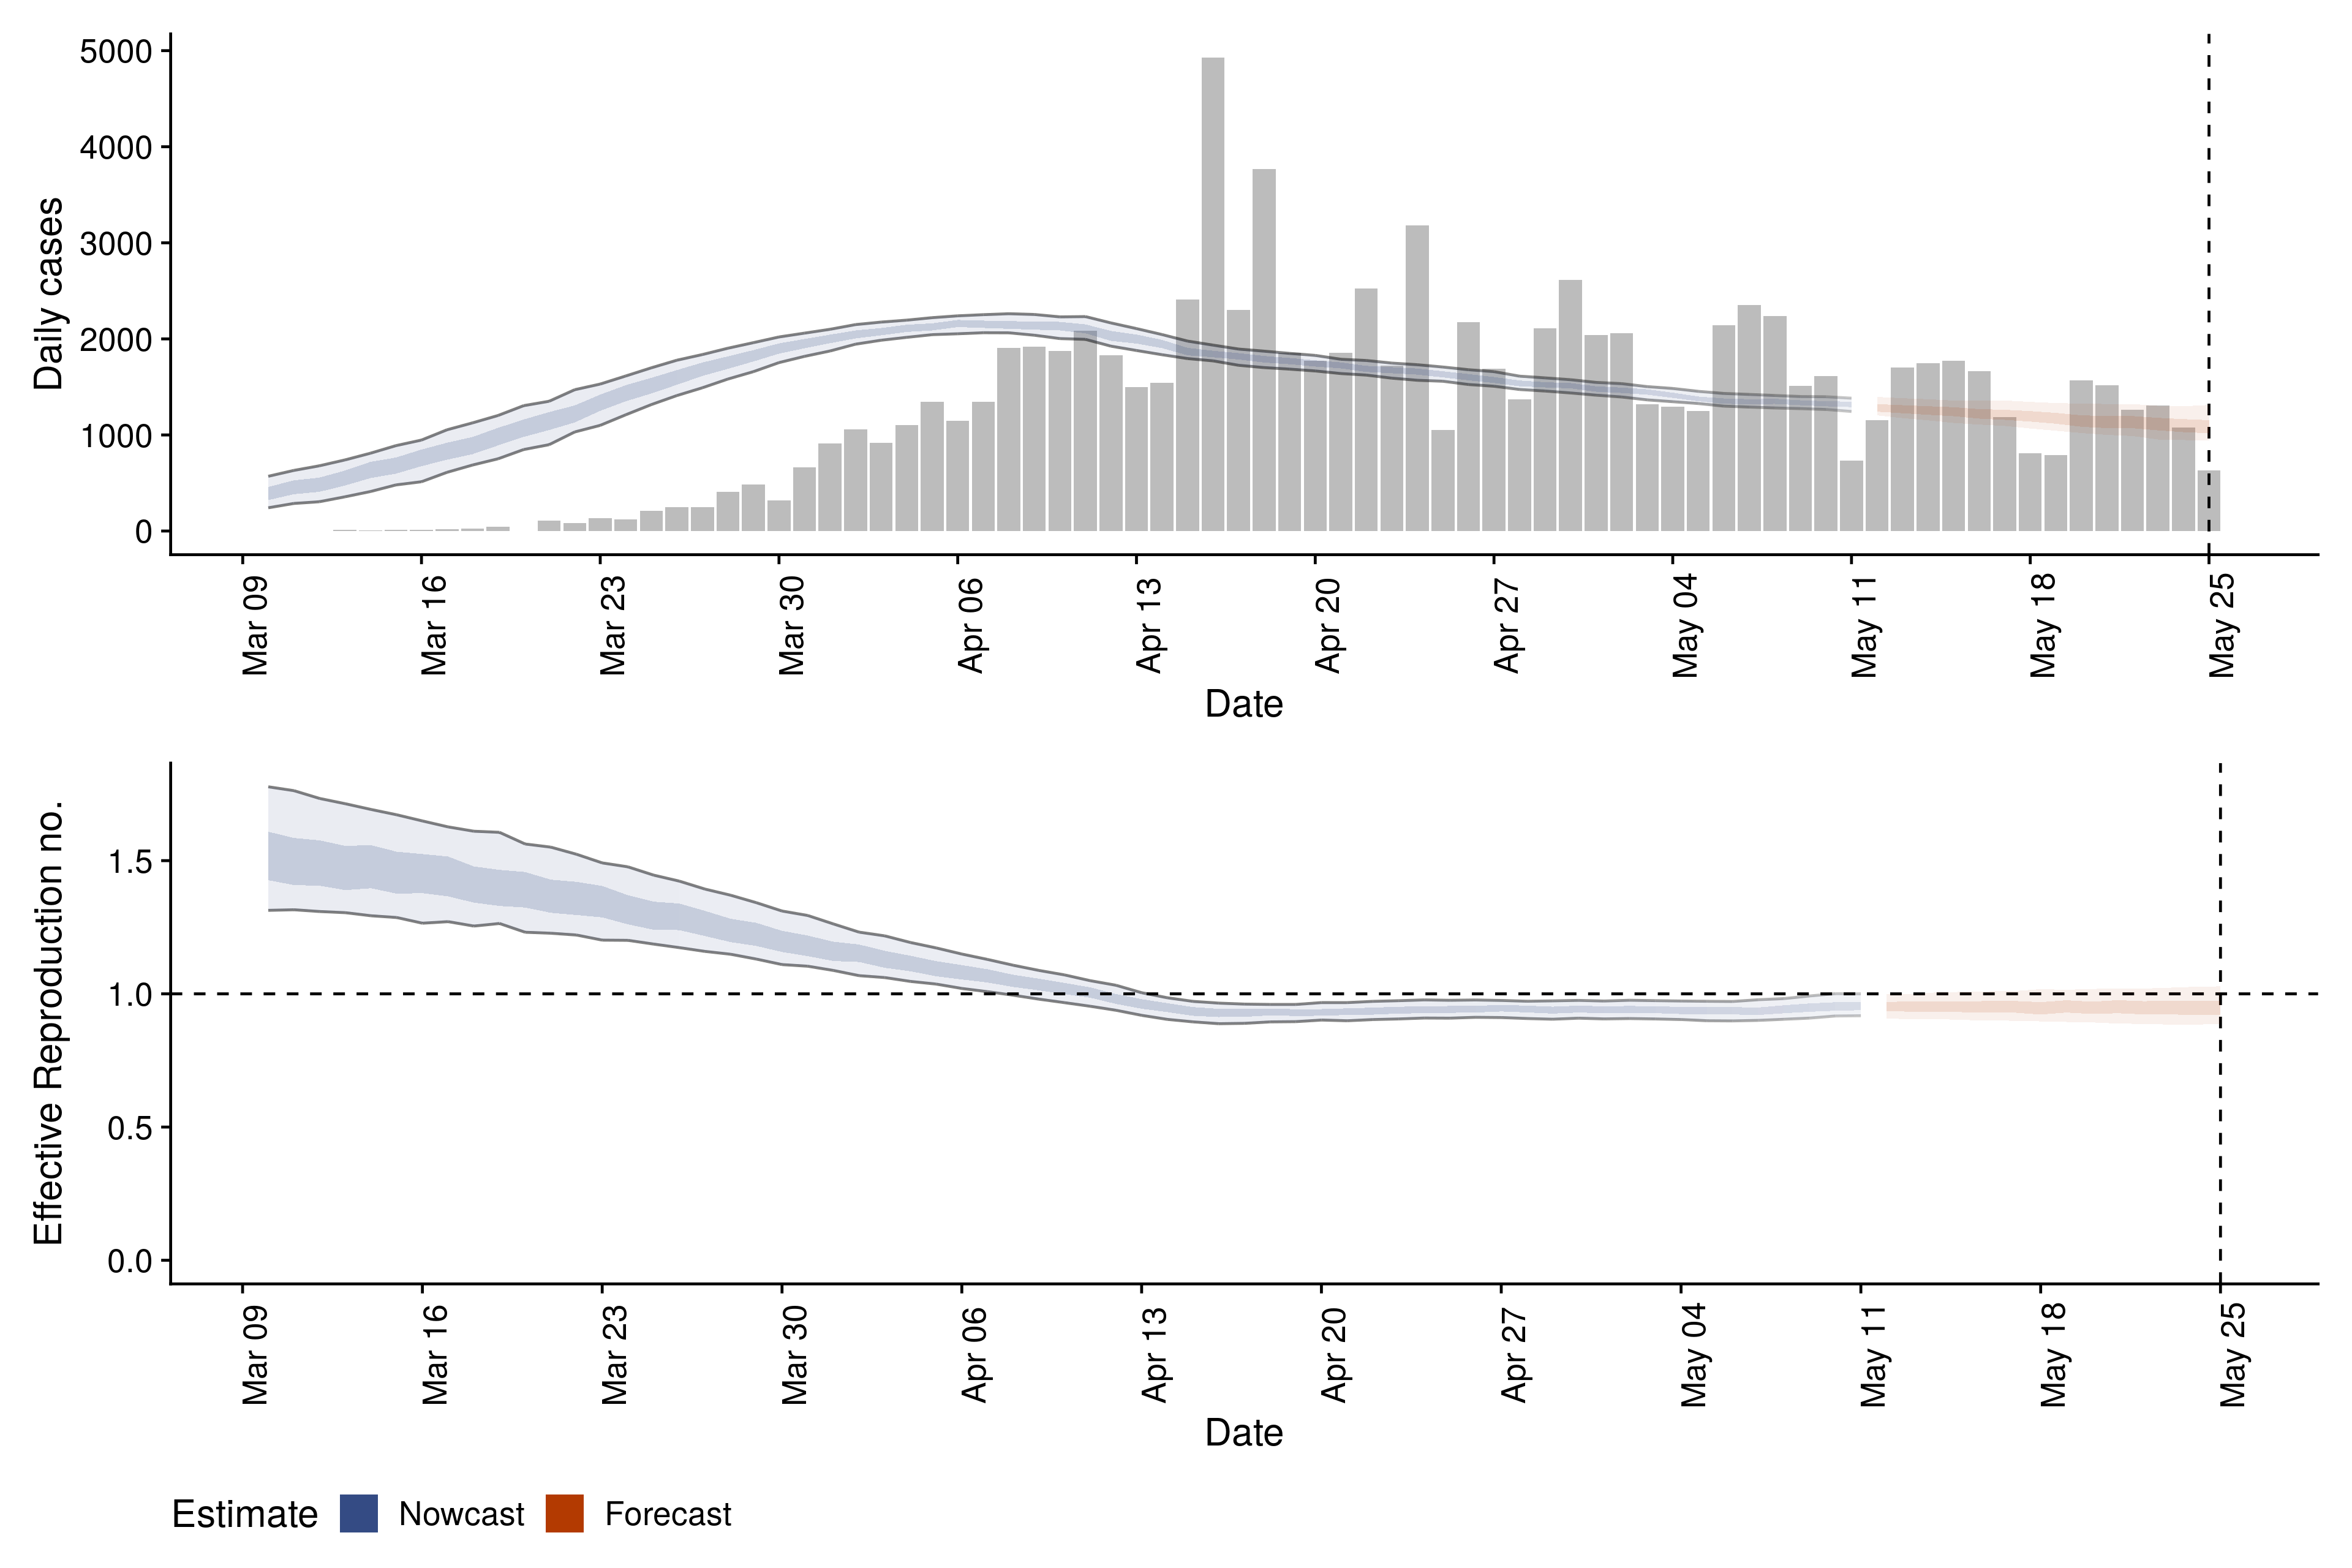 Daily cases
5000
4000
3000
2000
1000
0
Mar 09
Mar 16
Mar 23
Mar 30
Apr 06
Apr 13
Apr 20
Apr 27
May 04
May 11
May 18
May 25
Date
Effective Reproduction no.
1.5
1.0
0.5
0.0
Mar 09
Mar 16
Mar 23
Mar 30
Apr 06
Apr 13
Apr 20
Apr 27
May 04
May 11
May 18
May 25
Date
Estimate Nowcast Forecast